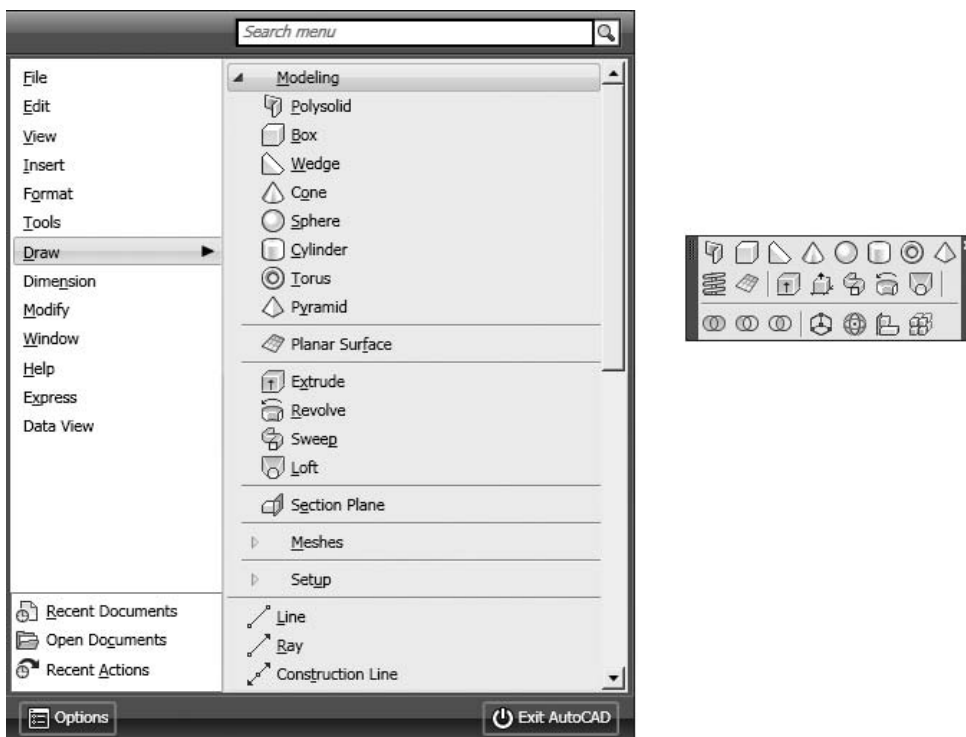 Search menu
File
Edit
View
Insert
Format
Tools
Draw
Dimension
Modify
Window
Help
Express
Data View
Recent Documents
Open Documents
Recent Actions
Modeling
Polysolid
Box
Wedge
Cone
Sphere
Cylinder
Torus
Pyramid
Planar Surface
Extrude
Revolve
Sweep
Loft
Section Plane
Meshes
Setup
Line
Ray
Construction Line
Options
Exit AutoCAD